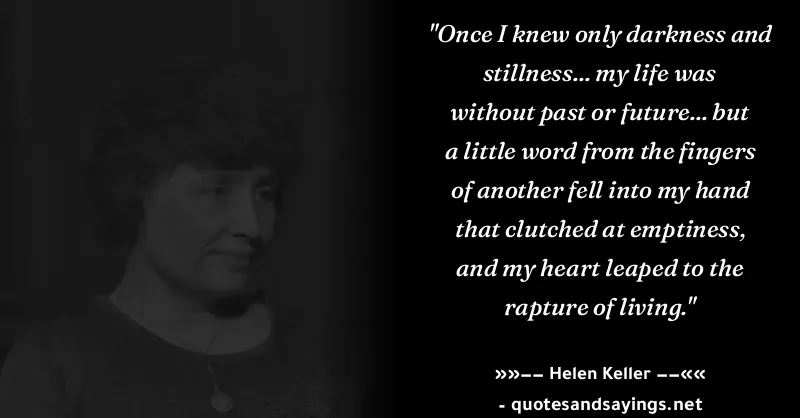 "Once I knew only darkness and
stillness... my life was
without past or future... but
a little word from the fingers
of another fell into my hand
that clutched at emptiness,
and my heart leaped to the
rapture of living."
»»−− Helen Keller −−««
- quotesandsayings.net